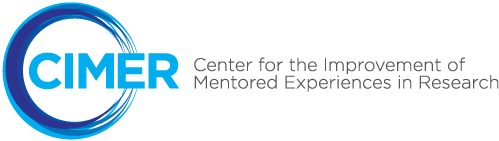 CIMER
Center for the Improvement of
Mentored Experiences in Research